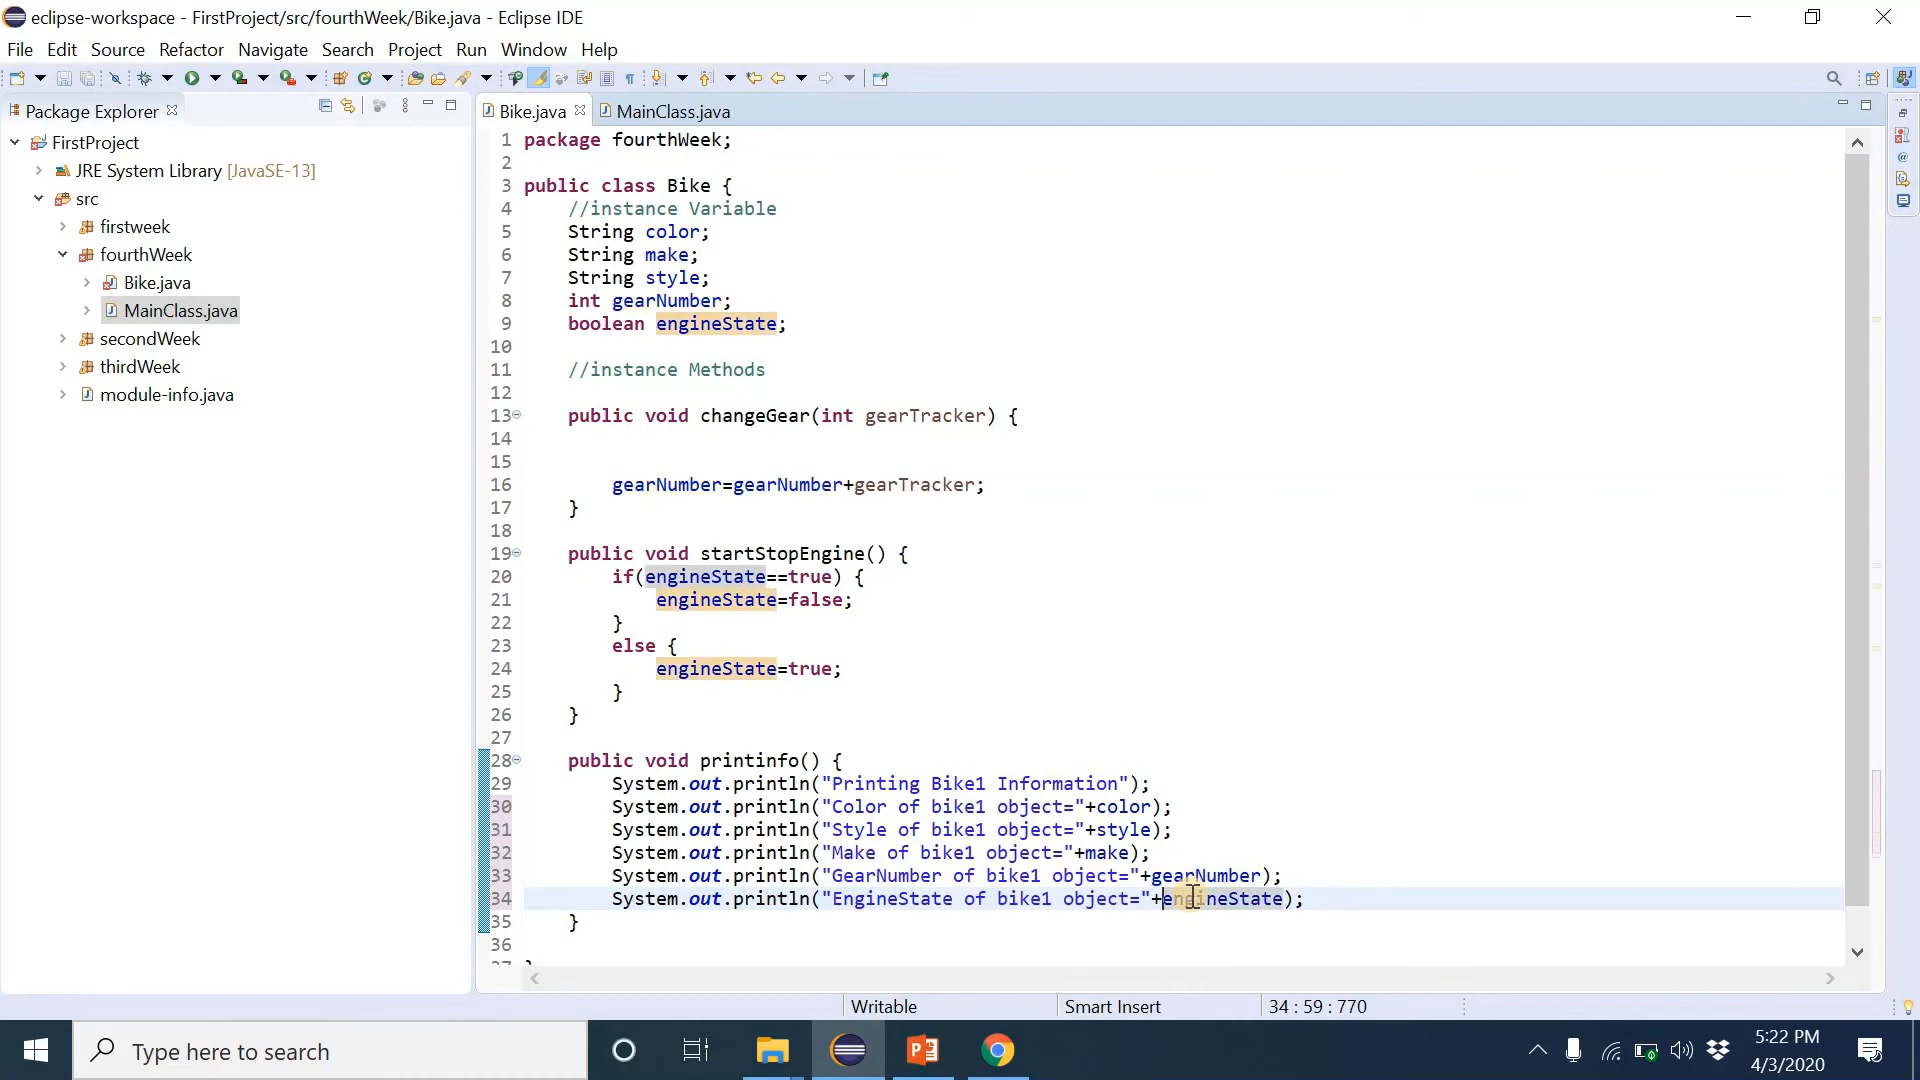 eclipse-workspace - FirstProject/src/fourthWeek/Bike.java - Eclipse IDE
File Edit Source Refactor Navigate Search Project Run Window Help
Package Explorer
FirstProject
JRE System Library [JavaSE-13]
src
firstweek
fourthWeek
Bike.java
MainClass.java
secondWeek
thirdWeek
module-info.java
Bike.java MainClass.java
1 package fourthWeek;
2
3 public class Bike {
4 //instance Variable
5 String color;
6 String make;
7 String style;
8 int gearNumber;
9 boolean engineState;
10
11 //instance Methods
12
13 public void changeGear(int gearTracker) {
14
15
16 gearNumber=gearNumber+gearTracker;
17 }
18
19 public void startStopEngine() {
20 if(engineState==true) {
21 engineState=false;
22 }
23 else {
24 engineState=true;
25 }
26 }
27
28 public void printinfo() {
29 System.out.println("Printing Bike1 Information");
30 System.out.println("Color of bike1 object="+color);
31 System.out.println("Style of bike1 object="+style);
32 System.out.println("Make of bike1 object="+make);
33 System.out.println("GearNumber of bike1 object="+gearNumber);
34 System.out.println("EngineState of bike1 object="+engineState);
35 }
36
Writable Smart Insert 34 : 59 : 770
Type here to search
5:22 PM
4/3/2020